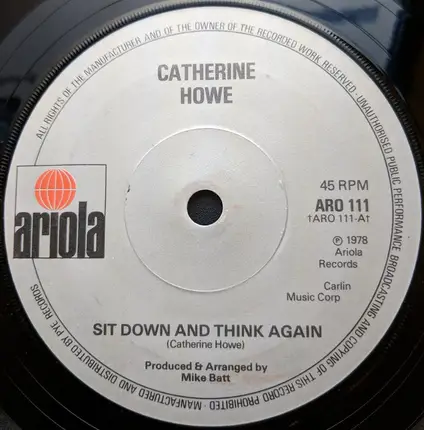 ALL RIGHTS OF THE MANUFACTURER AND OF THE OWNER OF THE RECORDED WORK RESERVED · UNAUTHORISED PUBLIC PERFORMANCE BROADCASTING AND COPYING OF THIS RECORD PROHIBITED · MANFACTURED AND DISTRIBUTED BY PYE RECORDS
CATHERINE
HOWE
ariola
45 RPM
ARO 111
†ARO 111·A†
℗ 1978
Ariola
Records
Carlin
Music Corp
SIT DOWN AND THINK AGAIN
(Catherine Howe)
Produced & Arranged by
Mike Batt